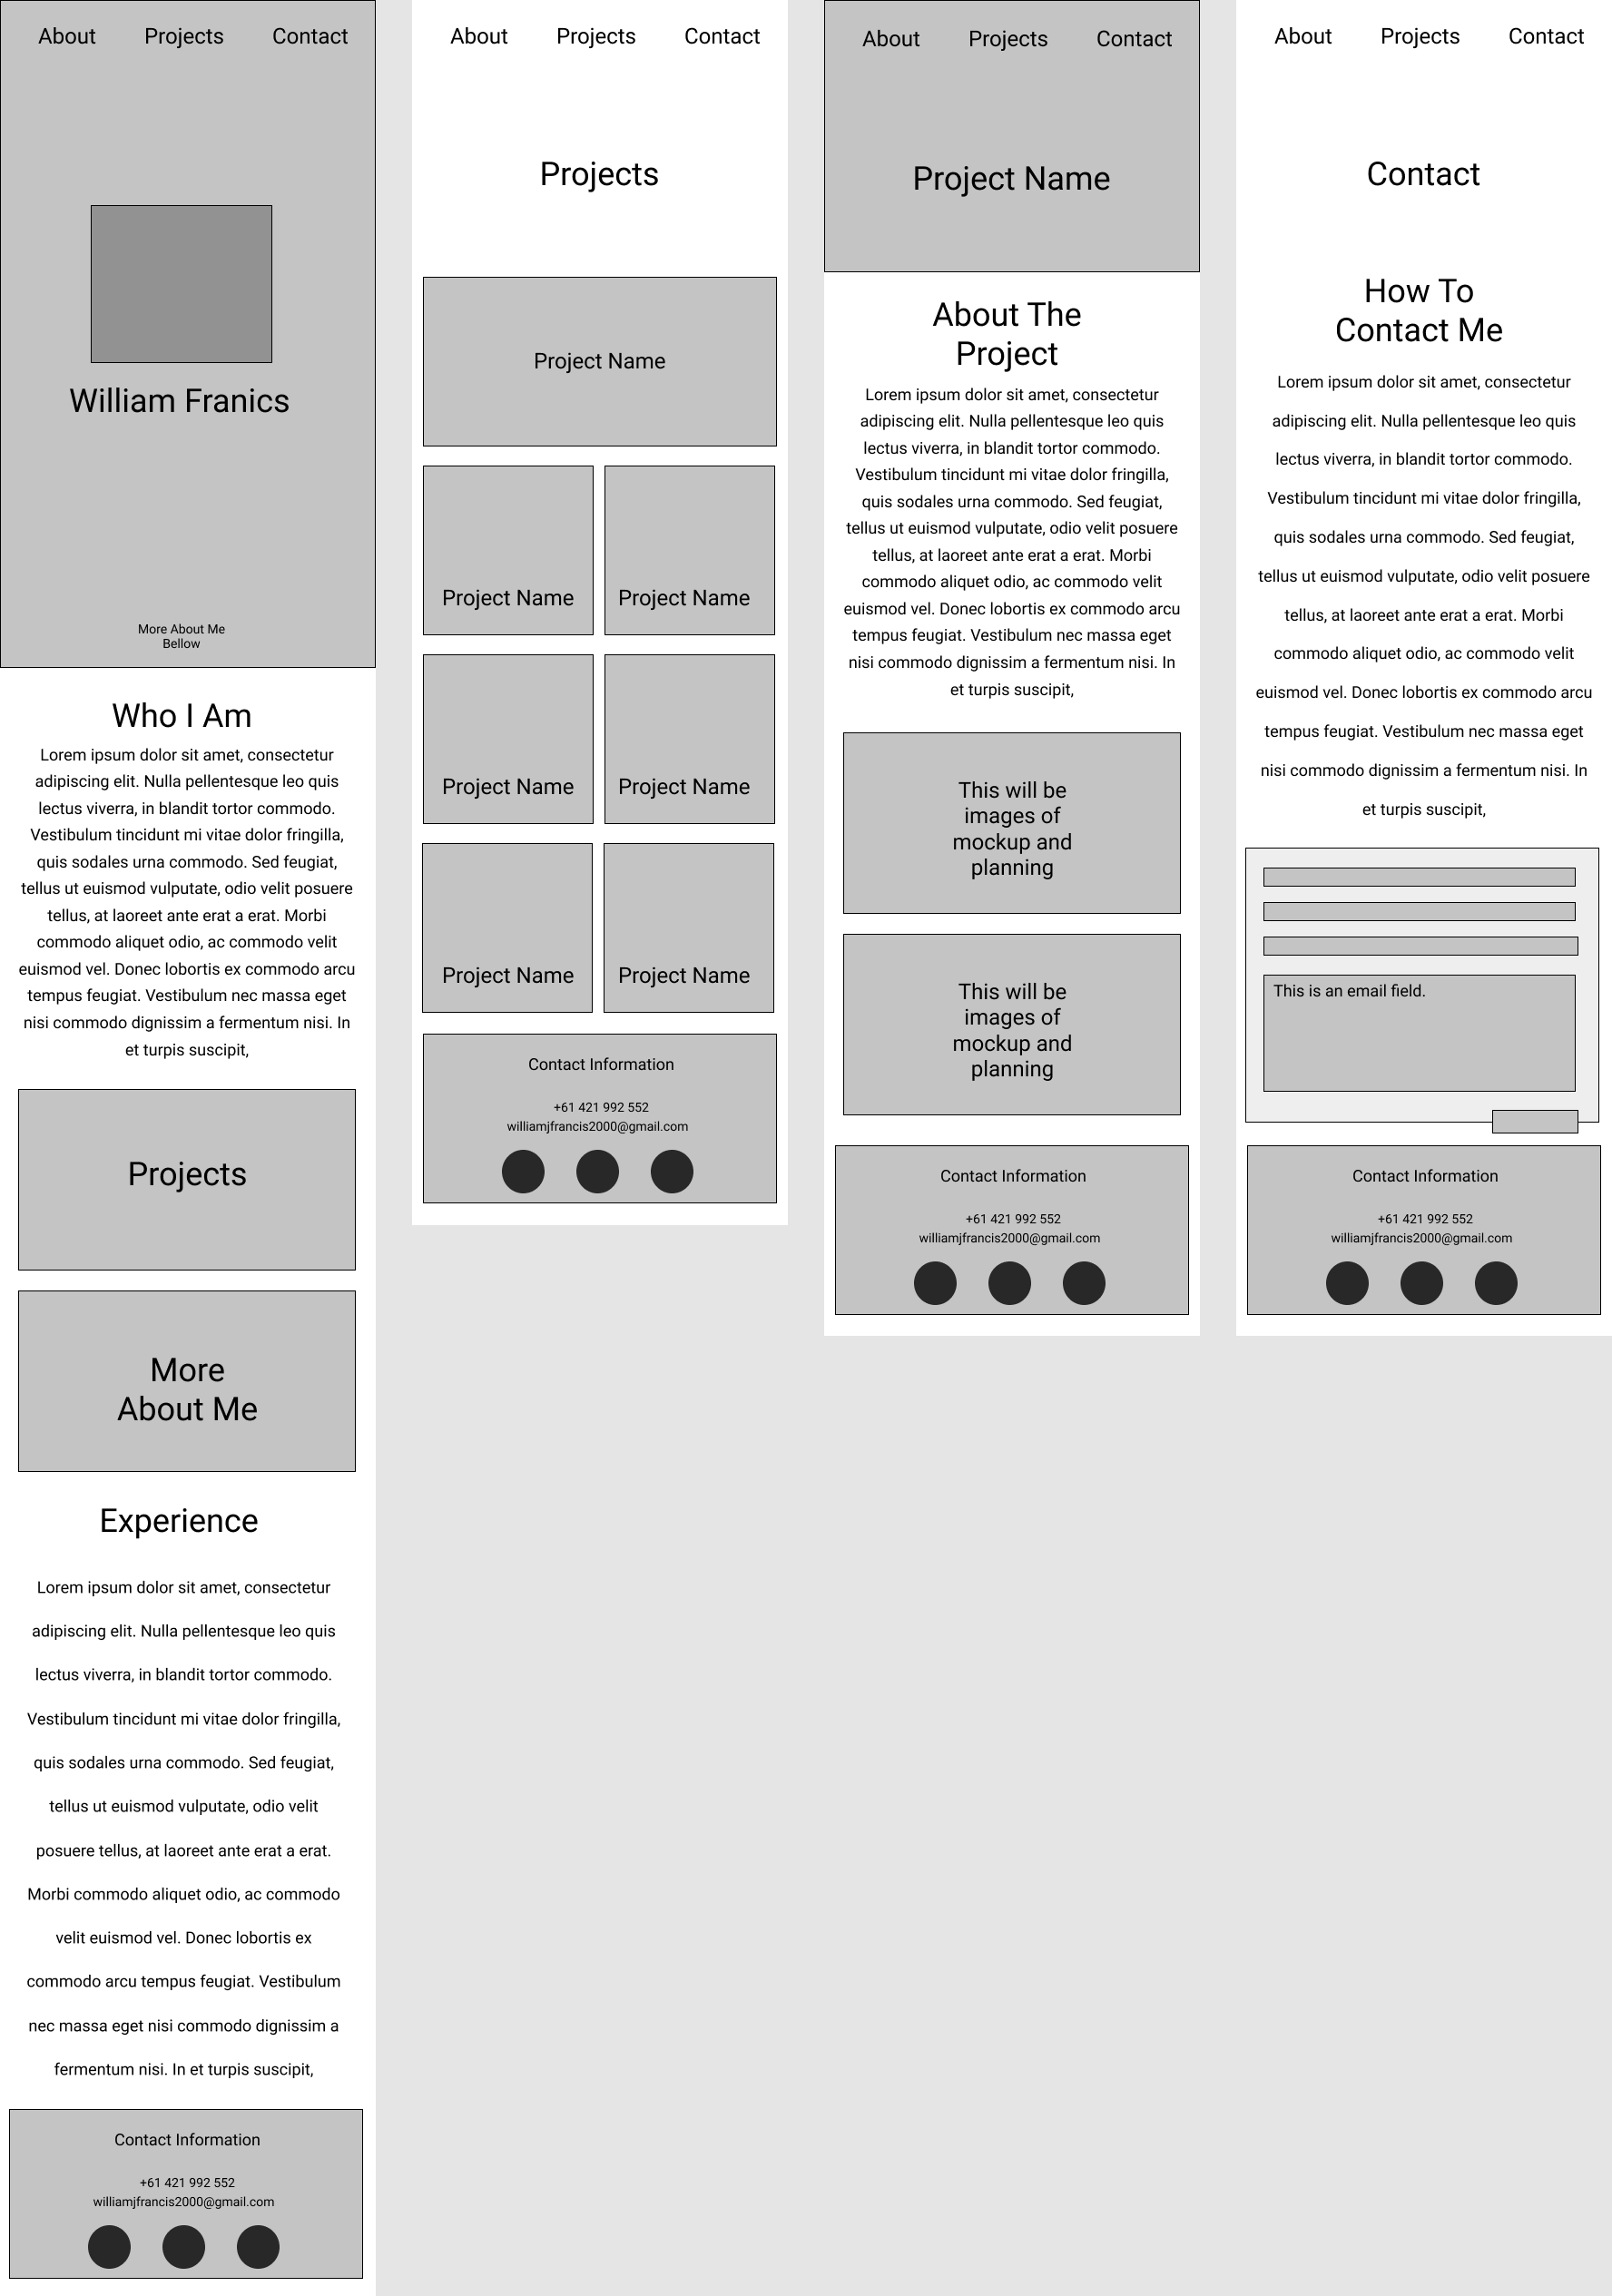 About Projects Contact
William Franics
More About Me
Bellow
Who I Am
Lorem ipsum dolor sit amet, consectetur
adipiscing elit. Nulla pellentesque leo quis
lectus viverra, in blandit tortor commodo.
Vestibulum tincidunt mi vitae dolor fringilla,
quis sodales urna commodo. Sed feugiat,
tellus ut euismod vulputate, odio velit posuere
tellus, at laoreet ante erat a erat. Morbi
commodo aliquet odio, ac commodo velit
euismod vel. Donec lobortis ex commodo arcu
tempus feugiat. Vestibulum nec massa eget
nisi commodo dignissim a fermentum nisi. In
et turpis suscipit,
Projects
More
About Me
Experience
Lorem ipsum dolor sit amet, consectetur
adipiscing elit. Nulla pellentesque leo quis
lectus viverra, in blandit tortor commodo.
Vestibulum tincidunt mi vitae dolor fringilla,
quis sodales urna commodo. Sed feugiat,
tellus ut euismod vulputate, odio velit
posuere tellus, at laoreet ante erat a erat.
Morbi commodo aliquet odio, ac commodo
velit euismod vel. Donec lobortis ex
commodo arcu tempus feugiat. Vestibulum
nec massa eget nisi commodo dignissim a
fermentum nisi. In et turpis suscipit,
Contact Information
+61 421 992 552
williamjfrancis2000@gmail.com
About Projects Contact
Projects
Project Name
Project Name Project Name
Project Name Project Name
Project Name Project Name
Contact Information
+61 421 992 552
williamjfrancis2000@gmail.com
About Projects Contact
Project Name
About The
Project
Lorem ipsum dolor sit amet, consectetur
adipiscing elit. Nulla pellentesque leo quis
lectus viverra, in blandit tortor commodo.
Vestibulum tincidunt mi vitae dolor fringilla,
quis sodales urna commodo. Sed feugiat,
tellus ut euismod vulputate, odio velit posuere
tellus, at laoreet ante erat a erat. Morbi
commodo aliquet odio, ac commodo velit
euismod vel. Donec lobortis ex commodo arcu
tempus feugiat. Vestibulum nec massa eget
nisi commodo dignissim a fermentum nisi. In
et turpis suscipit,
This will be
images of
mockup and
planning
This will be
images of
mockup and
planning
Contact Information
+61 421 992 552
williamjfrancis2000@gmail.com
About Projects Contact
Contact
How To
Contact Me
Lorem ipsum dolor sit amet, consectetur
adipiscing elit. Nulla pellentesque leo quis
lectus viverra, in blandit tortor commodo.
Vestibulum tincidunt mi vitae dolor fringilla,
quis sodales urna commodo. Sed feugiat,
tellus ut euismod vulputate, odio velit posuere
tellus, at laoreet ante erat a erat. Morbi
commodo aliquet odio, ac commodo velit
euismod vel. Donec lobortis ex commodo arcu
tempus feugiat. Vestibulum nec massa eget
nisi commodo dignissim a fermentum nisi. In
et turpis suscipit,
This is an email field.
Contact Information
+61 421 992 552
williamjfrancis2000@gmail.com